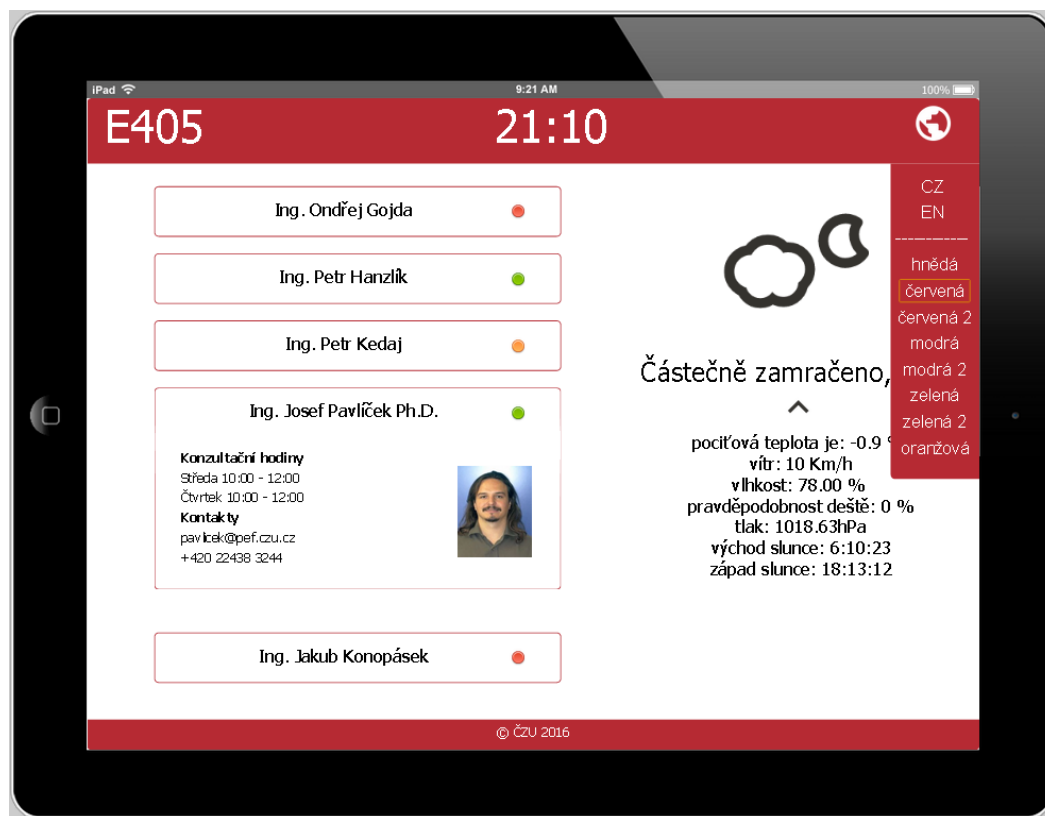 iPad 9:21 AM 100%
E405 21:10
Ing. Ondřej Gojda
Ing. Petr Hanzlík
Ing. Petr Kedaj
Ing. Josef Pavlíček Ph.D.
Konzultační hodiny
Středa 10:00 - 12:00
Čtvrtek 10:00 - 12:00
Kontakty
pavlicek@pef.czu.cz
+420 22438 3244
Ing. Jakub Konopásek
Částečně zamračeno,
pociťová teplota je: -0.9
vítr: 10 Km/h
vlhkost: 78.00 %
pravděpodobnost deště: 0 %
tlak: 1018.63hPa
východ slunce: 6:10:23
západ slunce: 18:13:12
CZ
EN
------------
hnědá
červená
červená 2
modrá
modrá 2
zelená
zelená 2
oranžová
© ČZU 2016